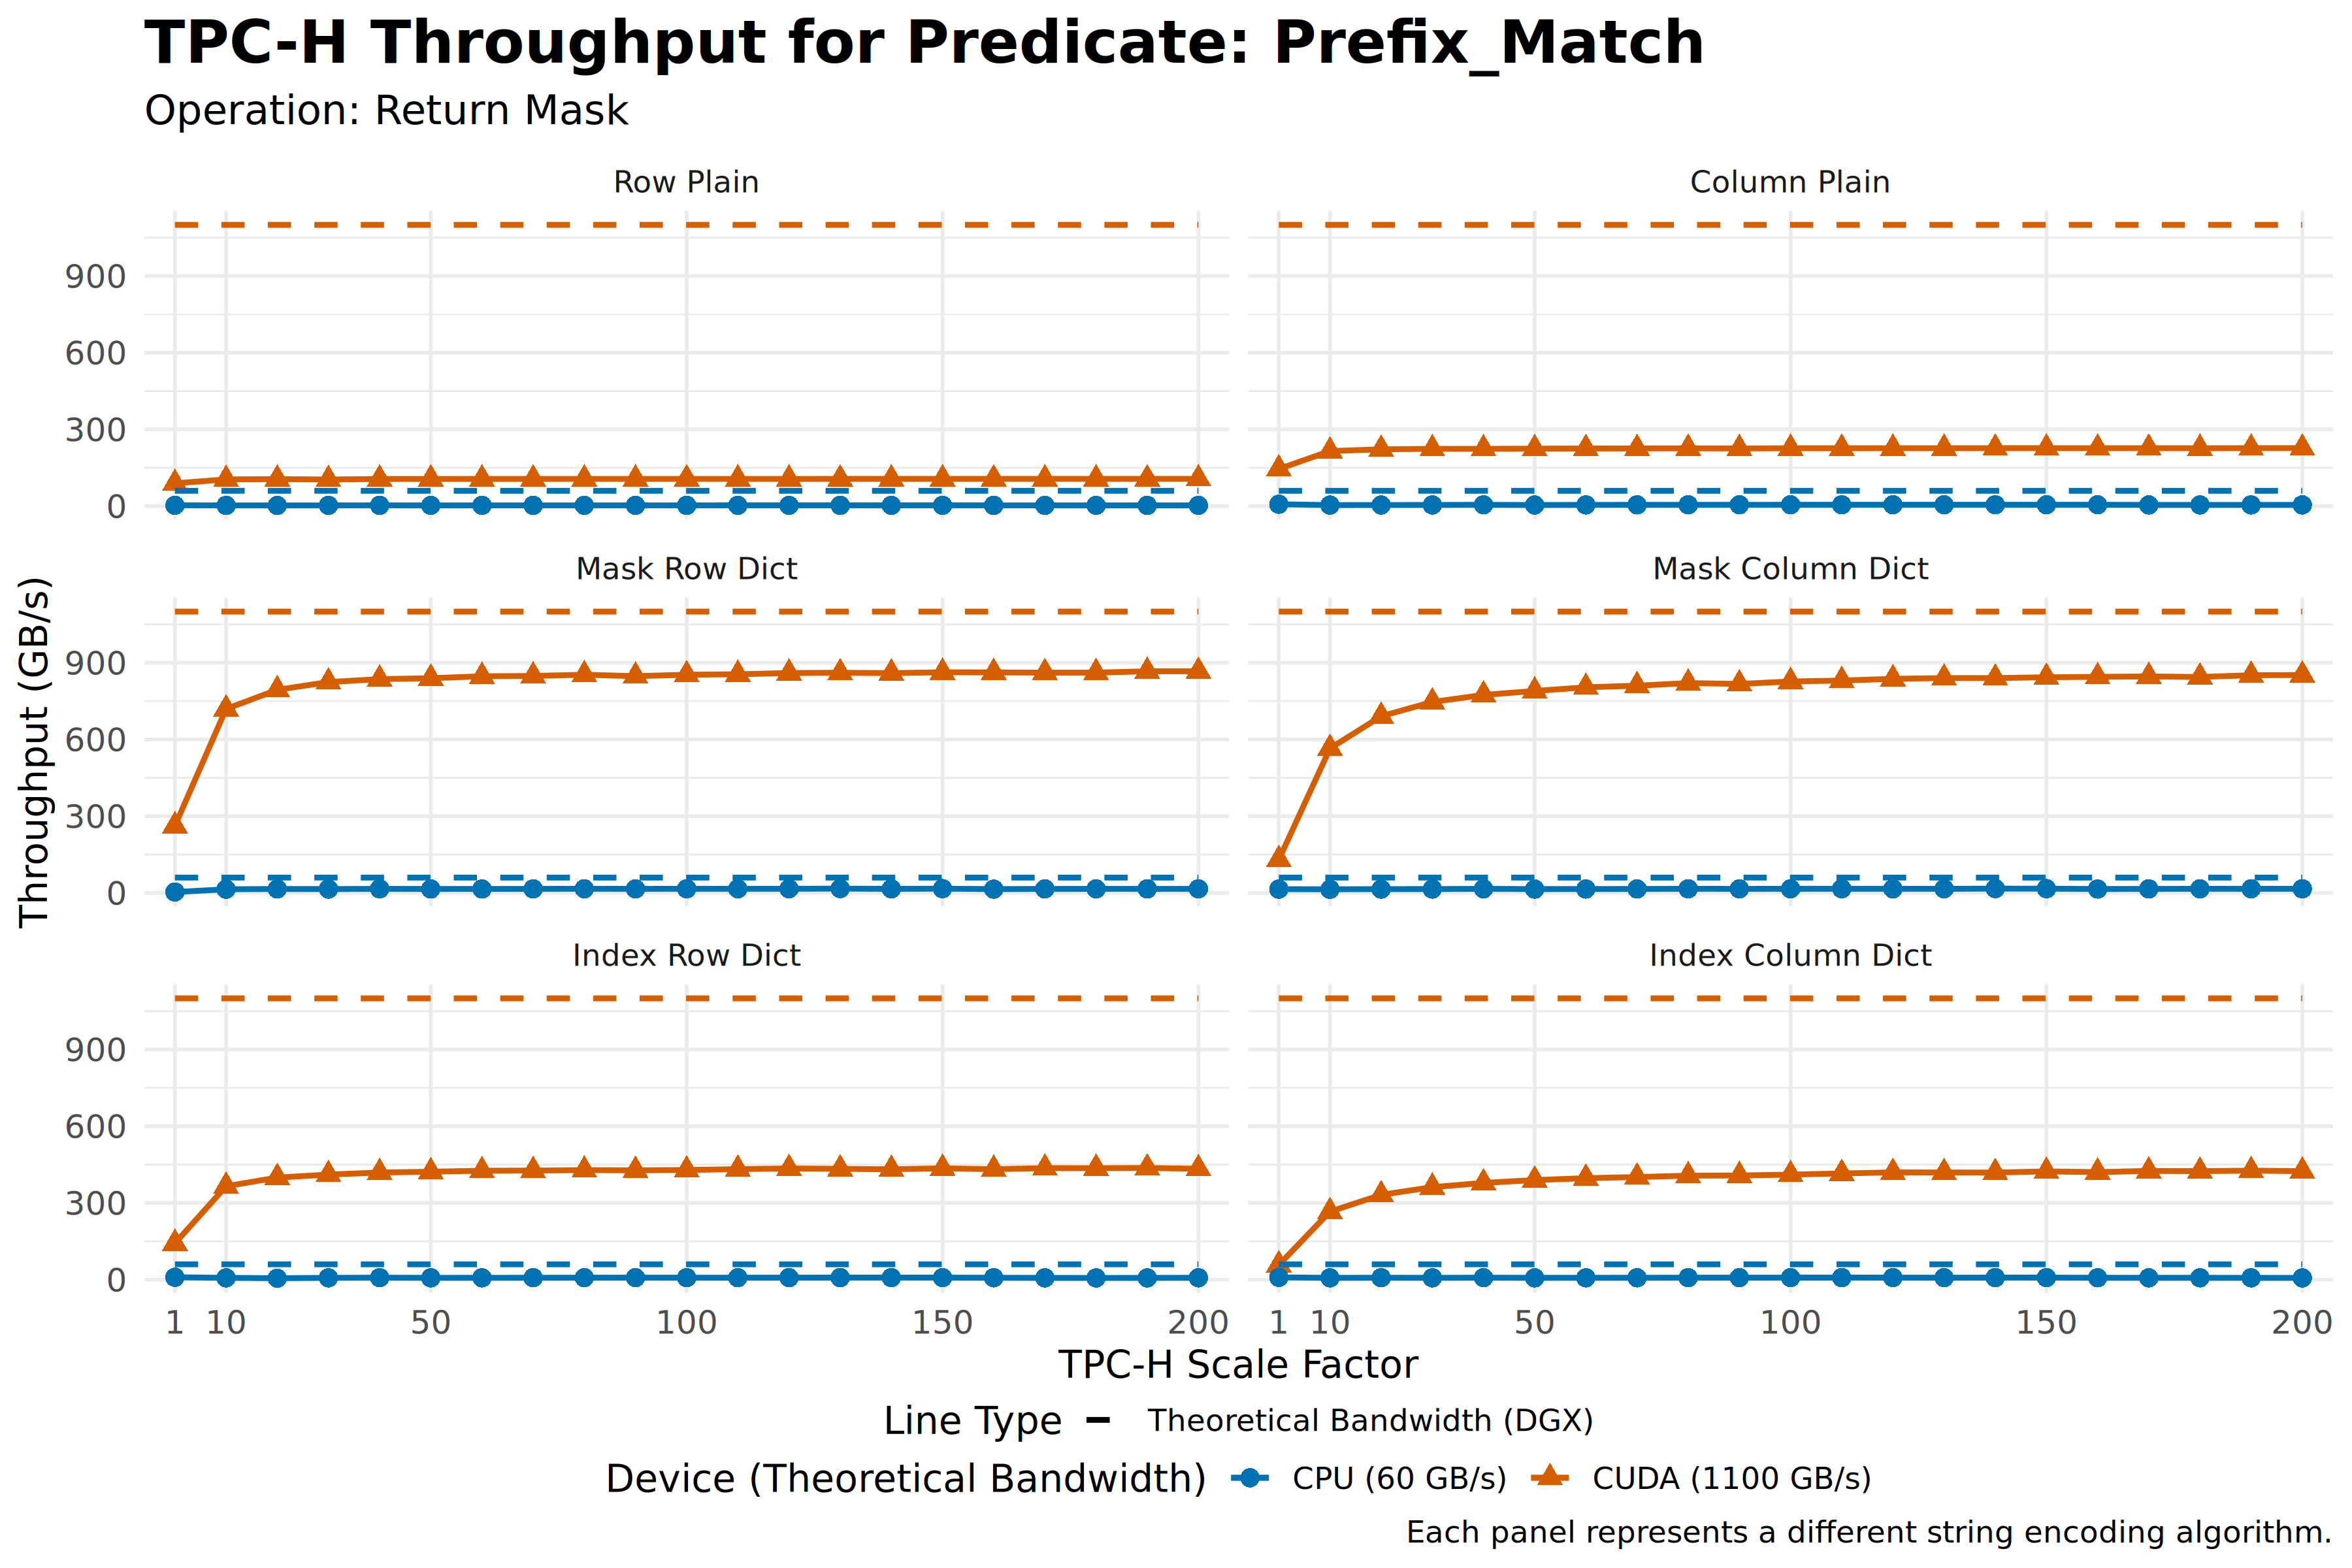 TPC-H Throughput for Predicate: Prefix_Match
Operation: Return Mask
Row Plain
Column Plain
900
600
300
0
Mask Row Dict
Mask Column Dict
900
600
300
0
Index Row Dict
Index Column Dict
900
600
300
0
Throughput (GB/s)
1 10 50 100 150 200
1 10 50 100 150 200
TPC-H Scale Factor
Line Type Theoretical Bandwidth (DGX)
Device (Theoretical Bandwidth) CPU (60 GB/s) CUDA (1100 GB/s)
Each panel represents a different string encoding algorithm.